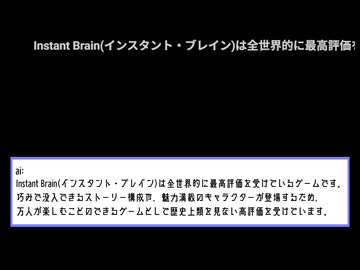 Instant Brain(インスタント・ブレイン)は全世界的に最高評価を
ai:
Instant Brain(インスタント・ブレイン)は全世界的に最高評価を受けているゲームです。
巧みで没入できるストーリー構成や、魅力満載のキャラクターが登場するため、
万人が楽しむことのできるゲームとして歴史上類を見ない高評価を受けています。